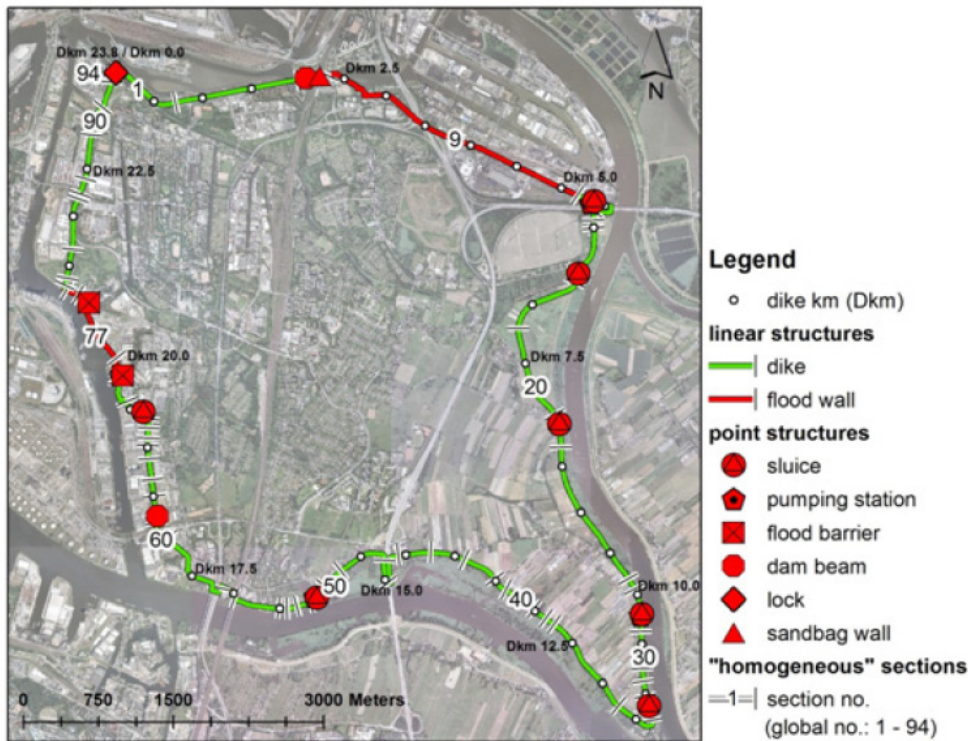 Dkm 23.8 / Dkm 0.0
94
1
Dkm 2.5
N
90
9
Dkm 22.5
Dkm 5.0
77
Dkm 20.0
Dkm 7.5
20
60
Dkm 17.5
50
Dkm 15.0
40
Dkm 10.0
Dkm 12.5
30
0 750 1500 3000 Meters
Legend
dike km (Dkm)
linear structures
dike
flood wall
point structures
sluice
pumping station
flood barrier
dam beam
lock
sandbag wall
"homogeneous" sections
1 section no.
(global no.: 1 - 94)